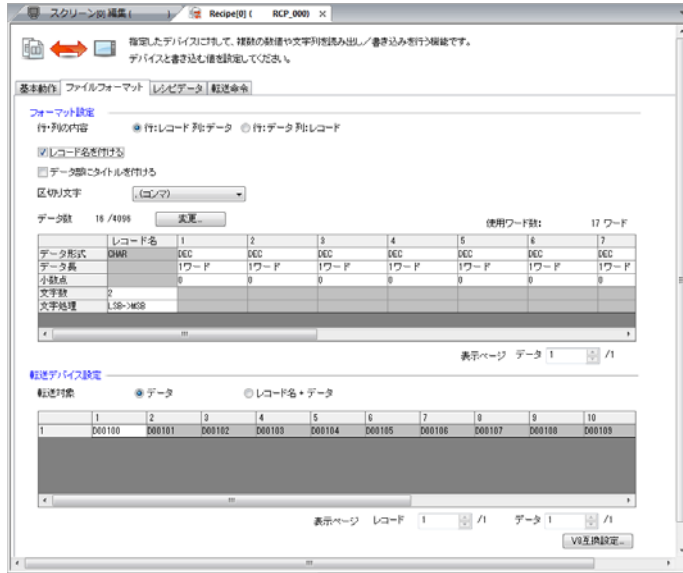 スクリーン[0] 編集 ( ) Recipe[0] ( RCP_000) ×
指定したデバイスに対して、複数の数値や文字列を読み出し／書き込みを行う機能です。
デバイスと書き込む値を設定してください。
基本動作 ファイルフォーマット レシピデータ 転送命令
フォーマット設定
行・列の内容 行:レコード 列:データ 行:データ 列:レコード
レコード名を付ける
データ部にタイトルを付ける
区切り文字 , (コンマ)
データ数 16 /4096 変更... 使用ワード数: 17 ワード
レコード名 1 2 3 4 5 6 7
データ形式 CHAR DEC DEC DEC DEC DEC DEC DEC
データ長 1ワード 1ワード 1ワード 1ワード 1ワード 1ワード 1ワード
小数点 0 0 0 0 0 0 0
文字数 2
文字処理 LSB->MSB
表示ページ データ 1 /1
転送デバイス設定
転送対象 データ レコード名 + データ
1 2 3 4 5 6 7 8 9 10
1 D00100 D00101 D00102 D00103 D00104 D00105 D00106 D00107 D00108 D00109
表示ページ レコード 1 /1 データ 1 /1
V8互換設定...